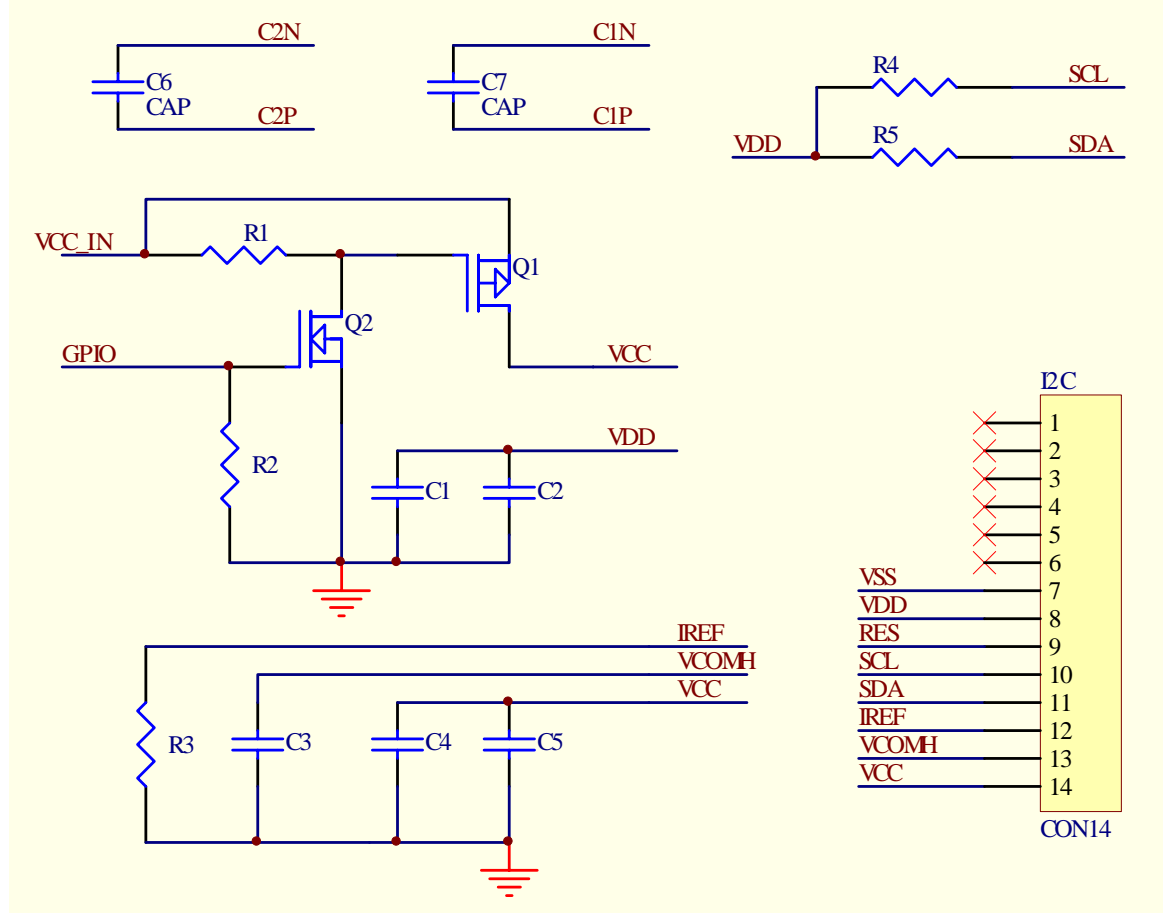 C2N
C6
CAP
C2P
C1N
C7
CAP
C1P
R4
SCL
R5
VDD
SDA
VCC_IN
R1
Q1
Q2
GPIO
VCC
R2
VDD
C1
C2
I2C
1
2
3
4
5
6
VSS 7
VDD 8
RES 9
SCL 10
SDA 11
IREF 12
VCOMH 13
VCC 14
CON14
IREF
VCOMH
VCC
R3
C3
C4
C5